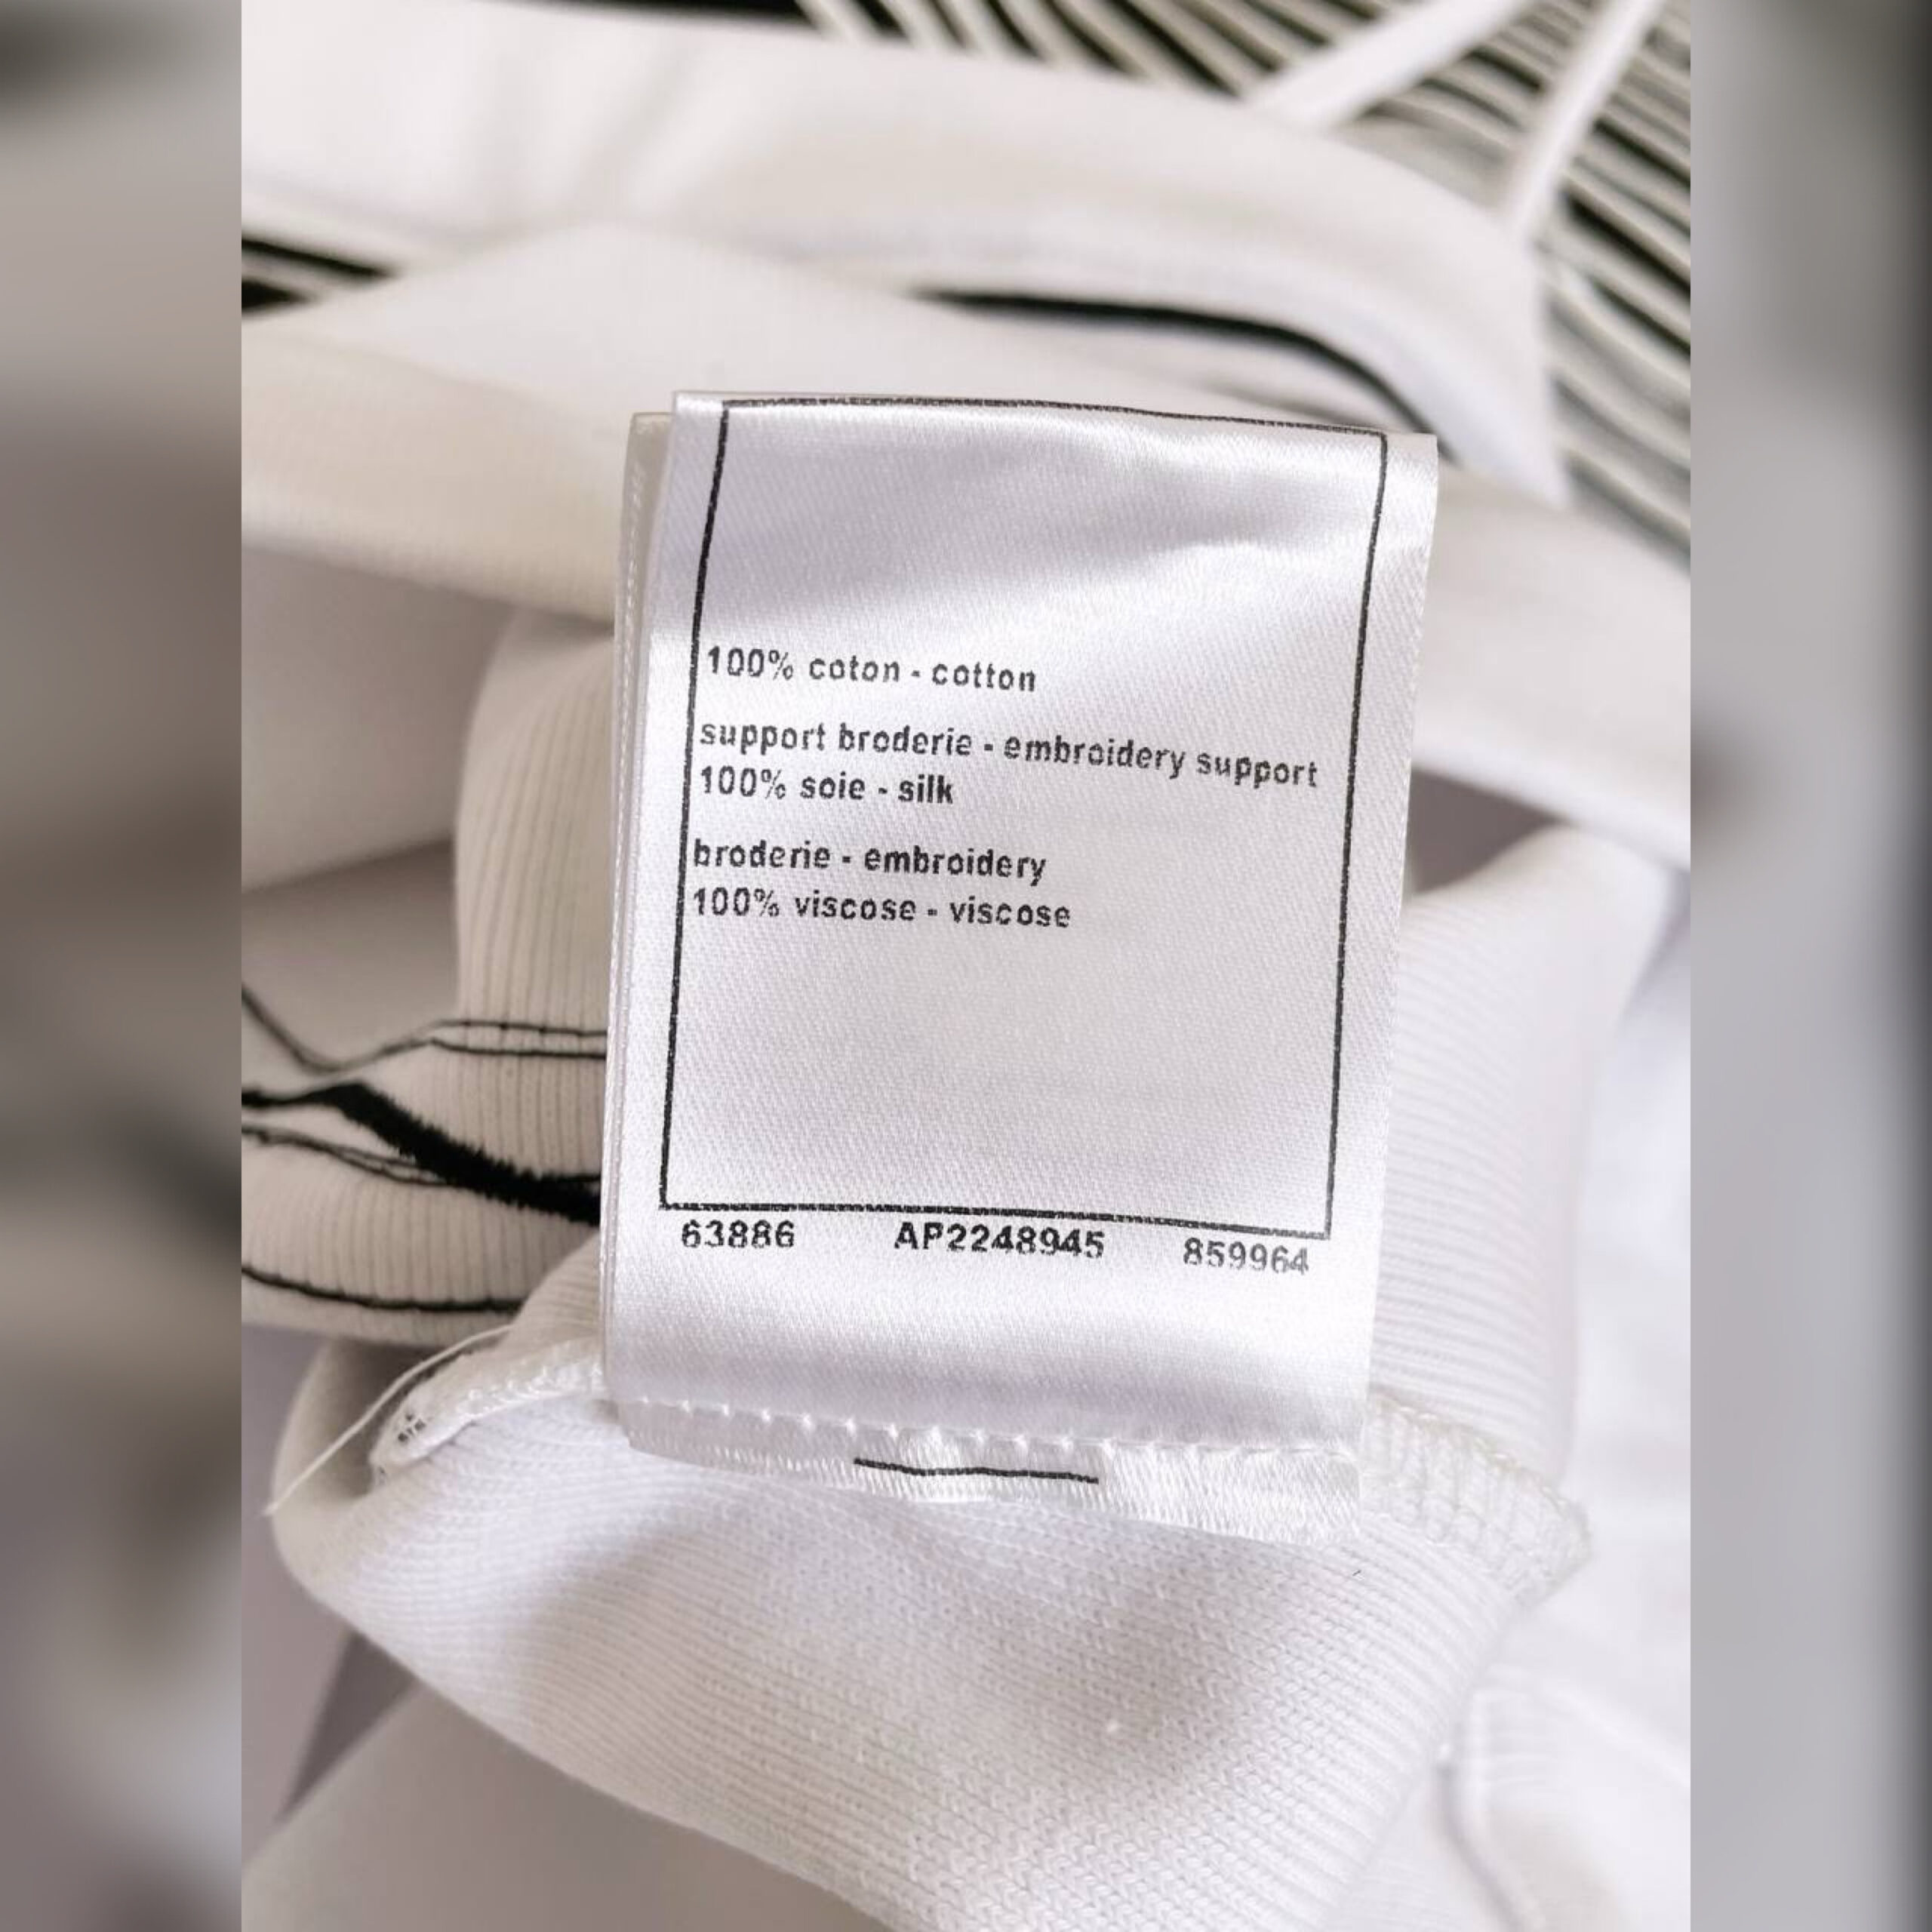 100% coton - cotton
support broderie - embroidery support
100% soie - silk
broderie - embroidery
100% viscose - viscose
63886 AP2248945 859964